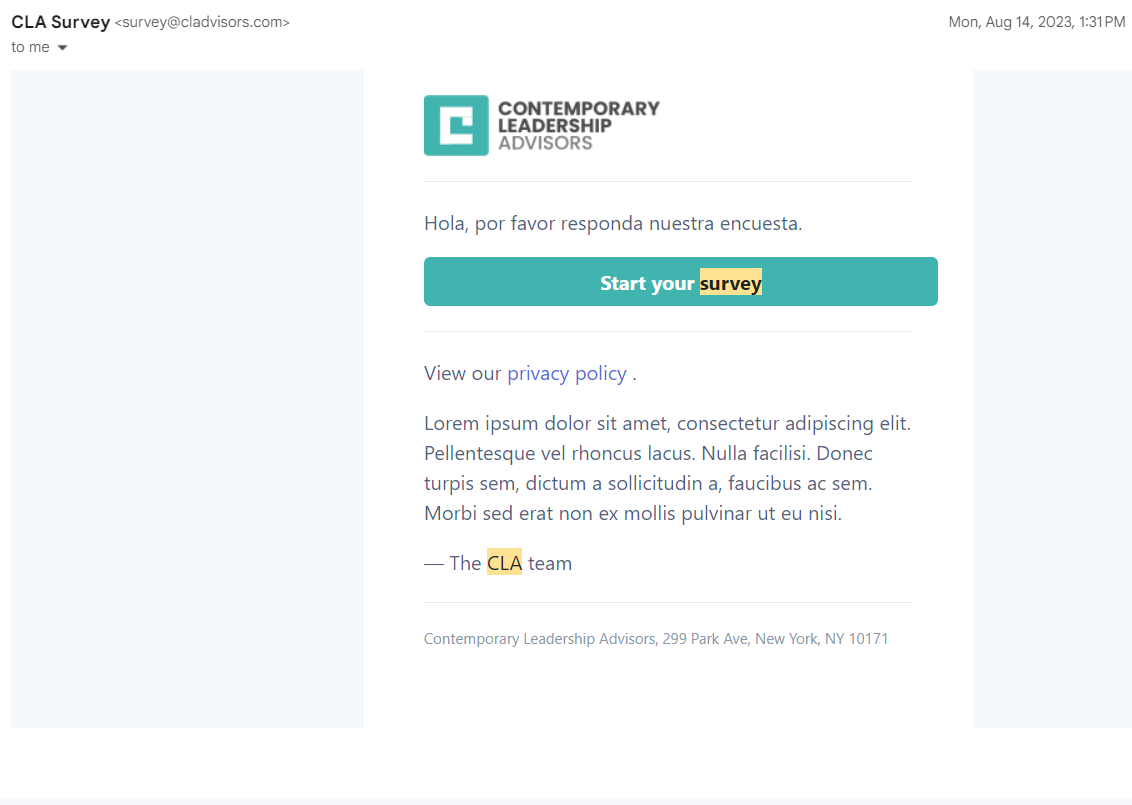 CLA Survey <survey@cladvisors.com>
Mon, Aug 14, 2023, 1:31 PM
to me
CONTEMPORARY
LEADERSHIP
ADVISORS
Hola, por favor responda nuestra encuesta.
Start your survey
View our privacy policy .
Lorem ipsum dolor sit amet, consectetur adipiscing elit.
Pellentesque vel rhoncus lacus. Nulla facilisi. Donec
turpis sem, dictum a sollicitudin a, faucibus ac sem.
Morbi sed erat non ex mollis pulvinar ut eu nisi.
— The CLA team
Contemporary Leadership Advisors, 299 Park Ave, New York, NY 10171